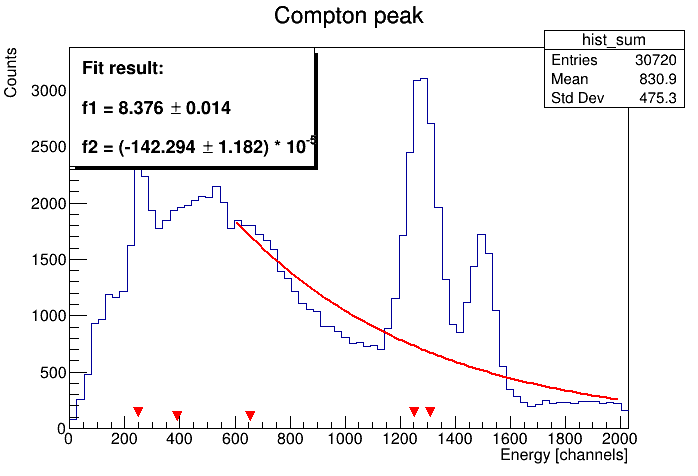 Compton peak
hist_sum
Entries 30720
Mean 830.9
Std Dev 475.3
Fit result:
f1 = 8.376 ± 0.014
f2 = (-142.294 ± 1.182) * 10^-5
Counts
3000
2500
2000
1500
1000
500
0
0 200 400 600 800 1000 1200 1400 1600 1800 2000
Energy [channels]